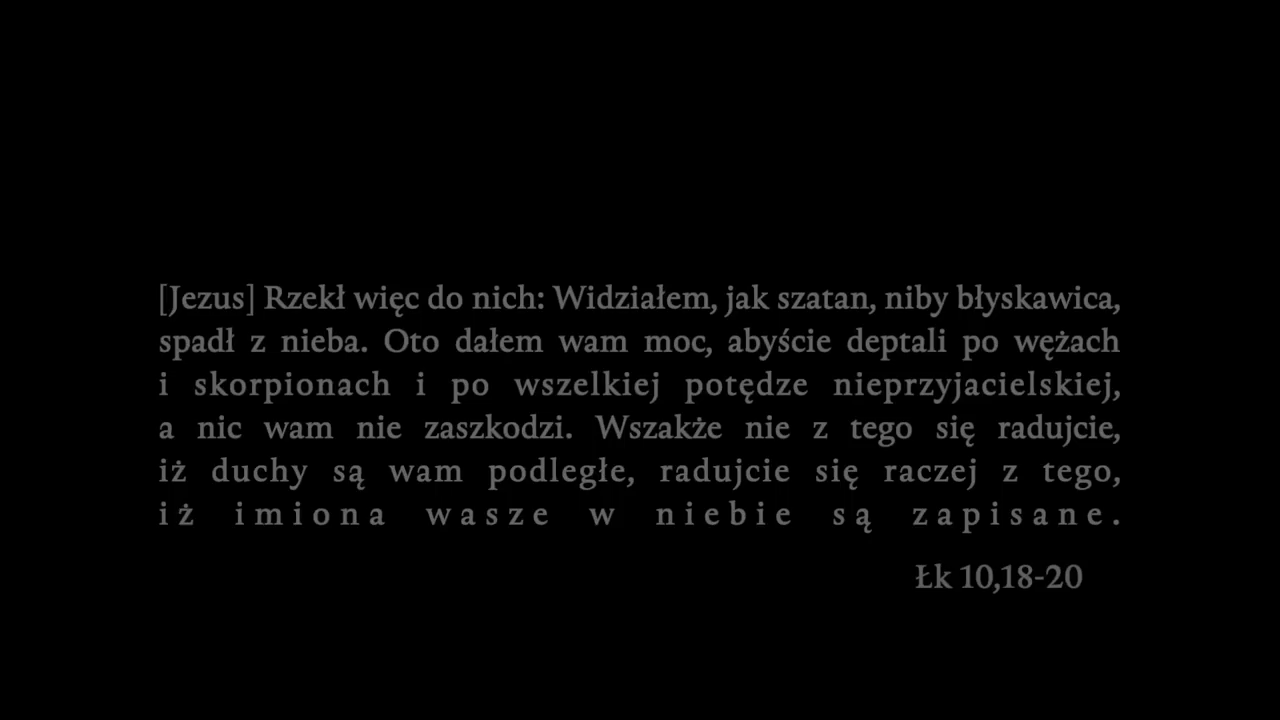 [Jezus] Rzekł więc do nich: Widziałem, jak szatan, niby błyskawica,
spadł z nieba. Oto dałem wam moc, abyście deptali po wężach
i skorpionach i po wszelkiej potędze nieprzyjacielskiej,
a nic wam nie zaszkodzi. Wszakże nie z tego się radujcie,
iż duchy są wam podległe, radujcie się raczej z tego,
iż imiona wasze w niebie są zapisane.
Łk 10,18-20